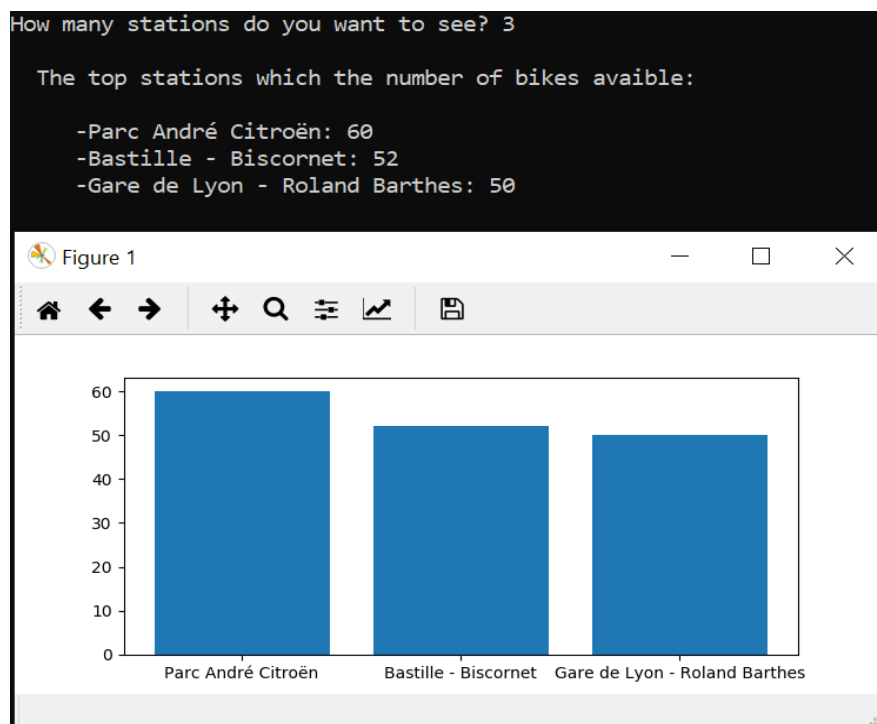 How many stations do you want to see? 3
The top stations which the number of bikes avaible:
-Parc André Citroën: 60
-Bastille - Biscornet: 52
-Gare de Lyon - Roland Barthes: 50
Figure 1
60
50
40
30
20
10
0
Parc André Citroën Bastille - Biscornet Gare de Lyon - Roland Barthes